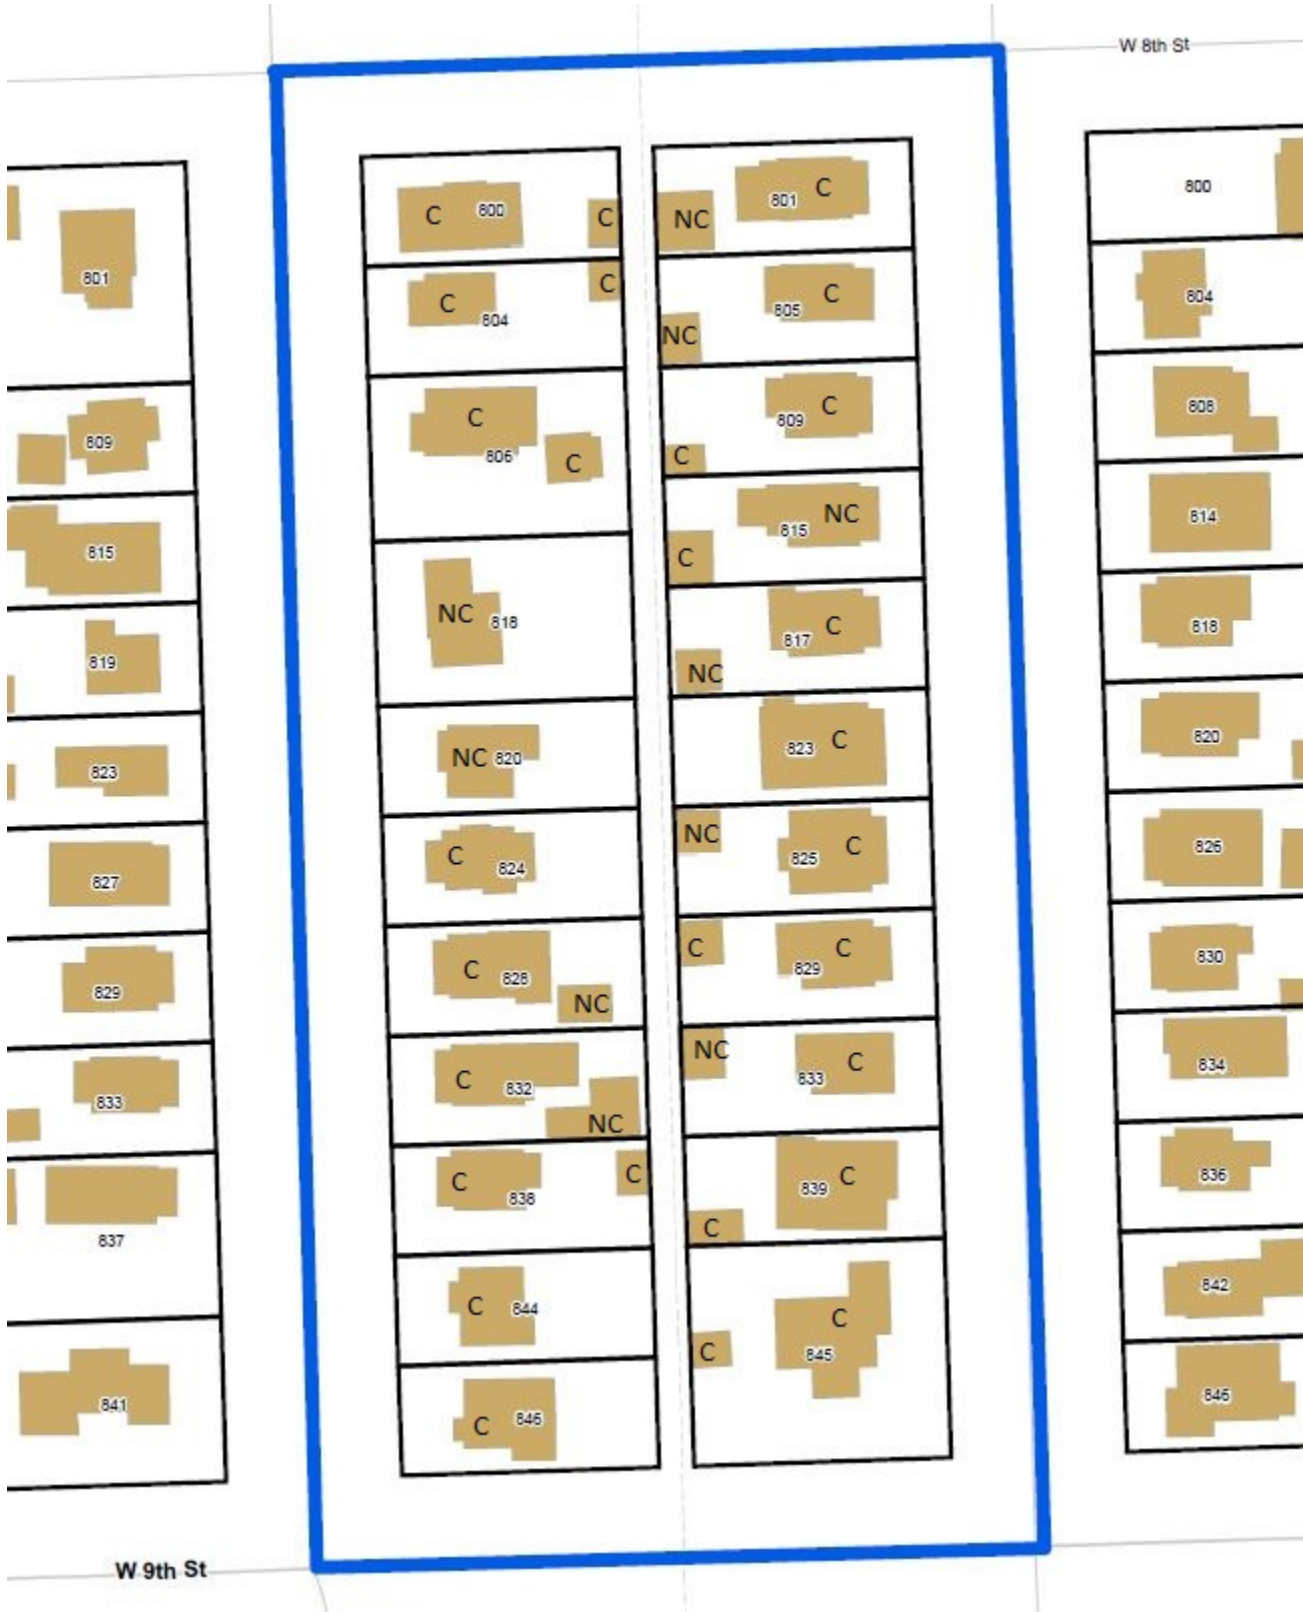 W 8th St
801
809
815
819
823
827
829
833
837
841
C 800 C
C 804 C
C 806 C
NC 818
NC 820
C 824
C 828 NC
C 832 NC
C 838 C
C 844
C 846
NC 801 C
NC 805 C
C 809 C
C 815 NC
NC 817 C
823 C
NC 825 C
C 829 C
NC 833 C
C 839 C
C 845 C
800
804
808
814
818
820
826
830
834
836
842
846
W 9th St